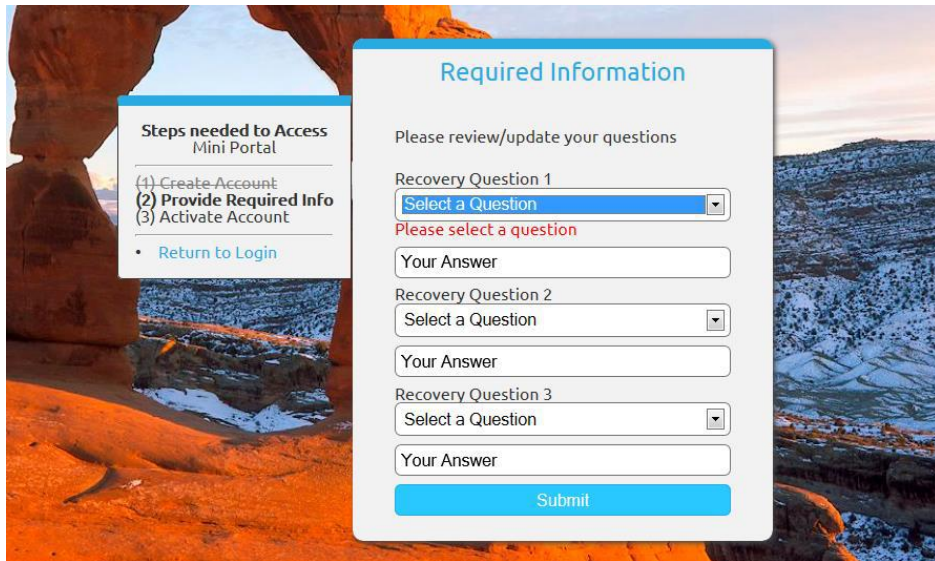 Steps needed to Access
Mini Portal
(1) Create Account
(2) Provide Required Info
(3) Activate Account
• Return to Login
Required Information
Please review/update your questions
Recovery Question 1
Select a Question
Please select a question
Your Answer
Recovery Question 2
Select a Question
Your Answer
Recovery Question 3
Select a Question
Your Answer
Submit